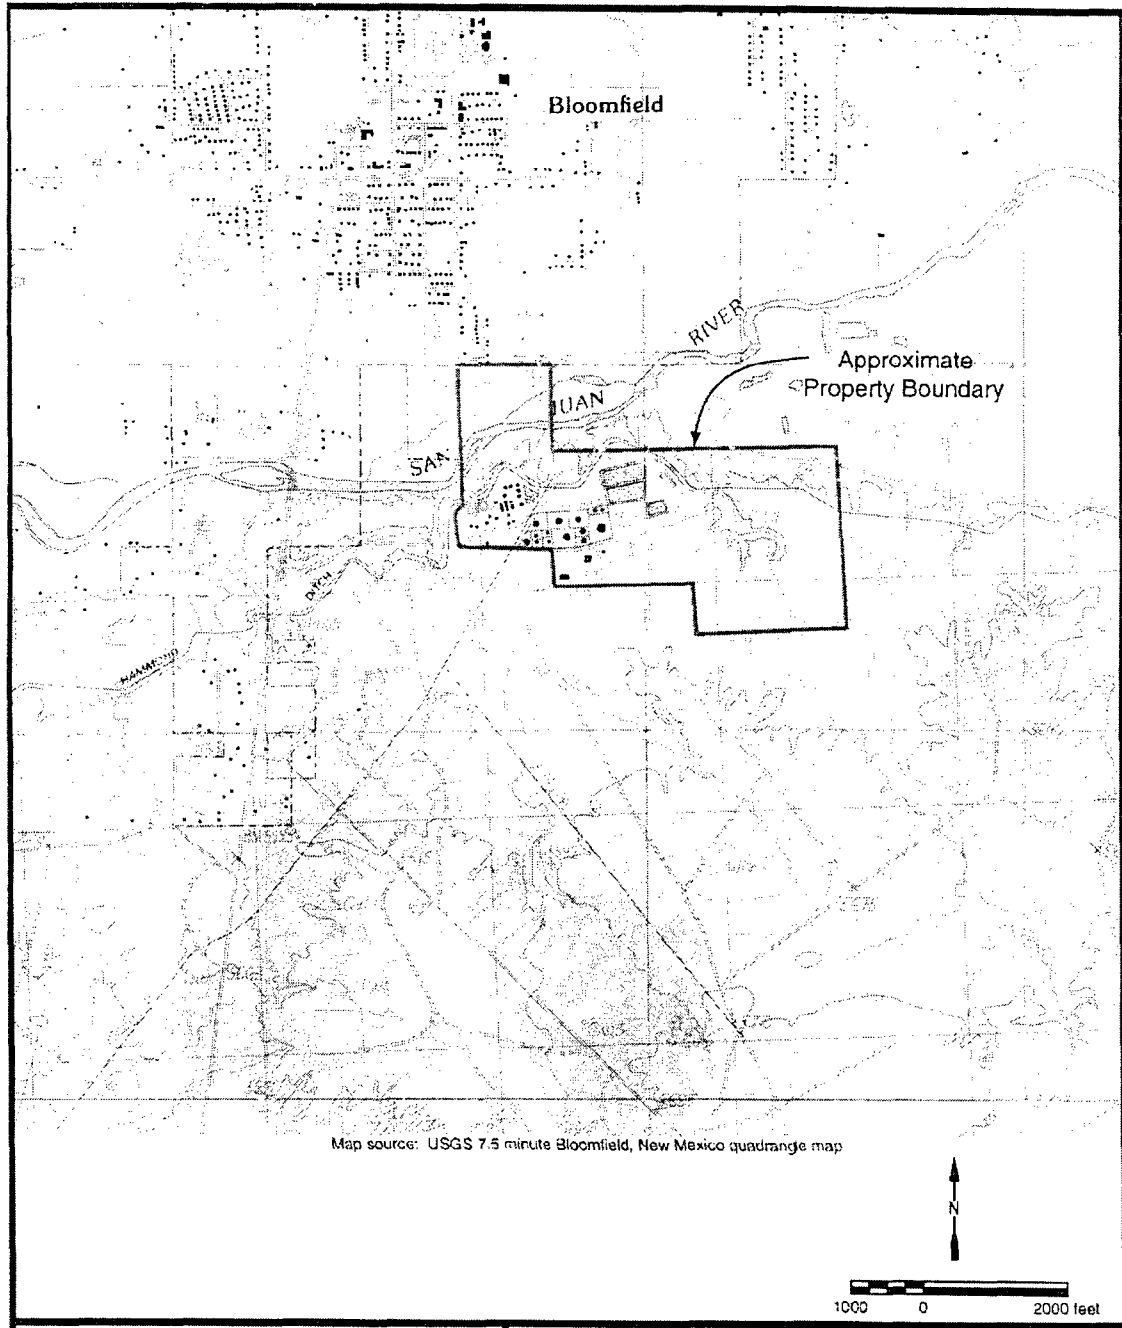 Bloomfield
RIVER
Approximate
Property Boundary
JUAN
SAN
DITCH
HAMMOND
Map source: USGS 7.5 minute Bloomfield, New Mexico quadrange map
N
1000 0 2000 feet